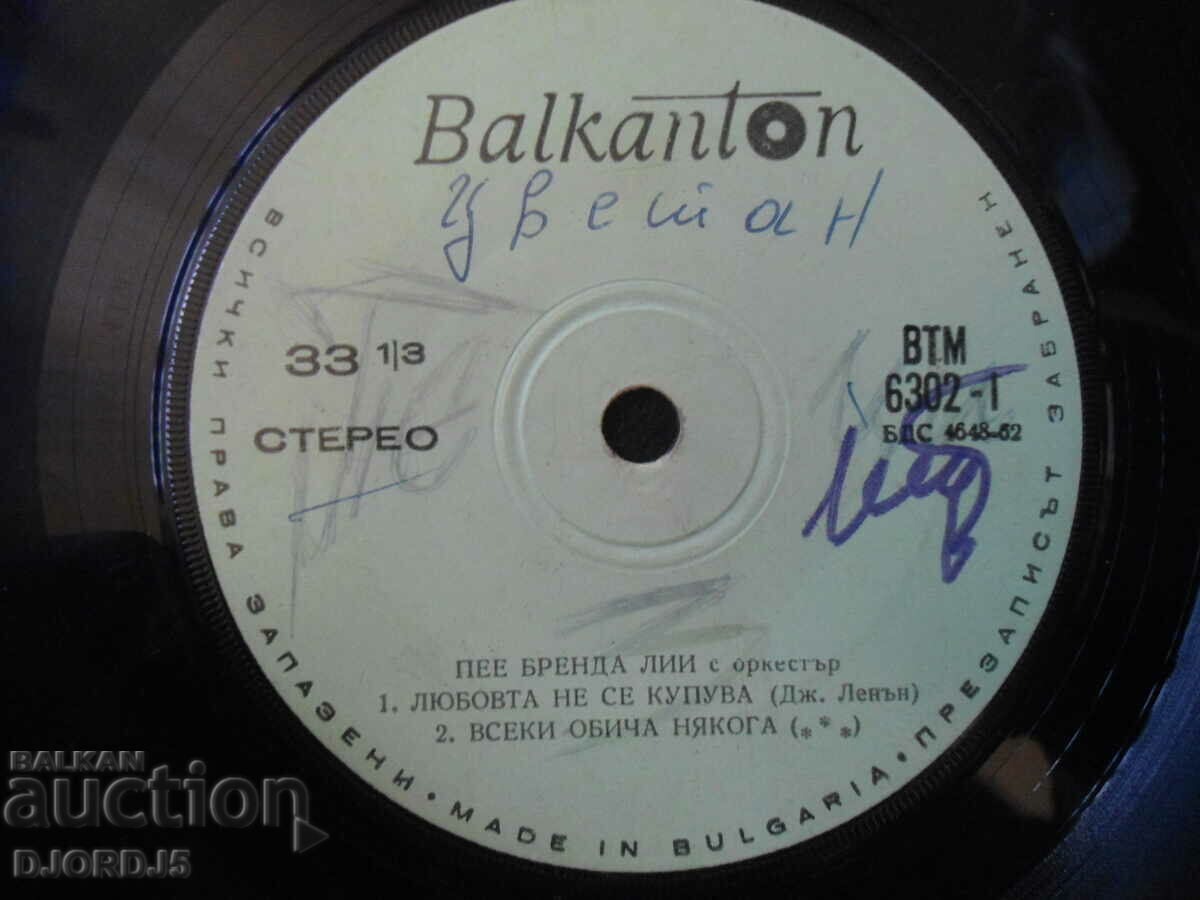 Balkanton
Цветан
33 1/3
СТЕРЕО
ВТМ
6302-I
БДС 4648-62
ПЕЕ БРЕНДА ЛИИ с оркестър
1. ЛЮБОВТА НЕ СЕ КУПУВА (Дж. Ленън)
2. ВСЕКИ ОБИЧА НЯКОГА (* * *)
ВСИЧКИ ПРАВА ЗАПАЗЕНИ • MADE IN BULGARIA • ПРЕЗАПИСЪТ ЗАБРАНЕН
BALKAN
auction
DJORDJ5